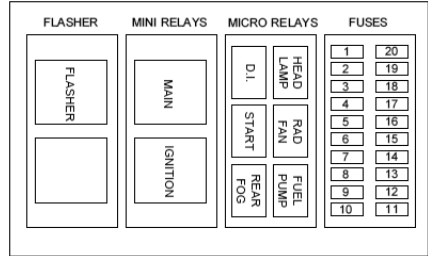 FLASHER MINI RELAYS MICRO RELAYS FUSES
FLASHER
MAIN
IGNITION
D.I.
HEAD
LAMP
START
RAD
FAN
REAR
FOG
FUEL
PUMP
1 20
2 19
3 18
4 17
5 16
6 15
7 14
8 13
9 12
10 11